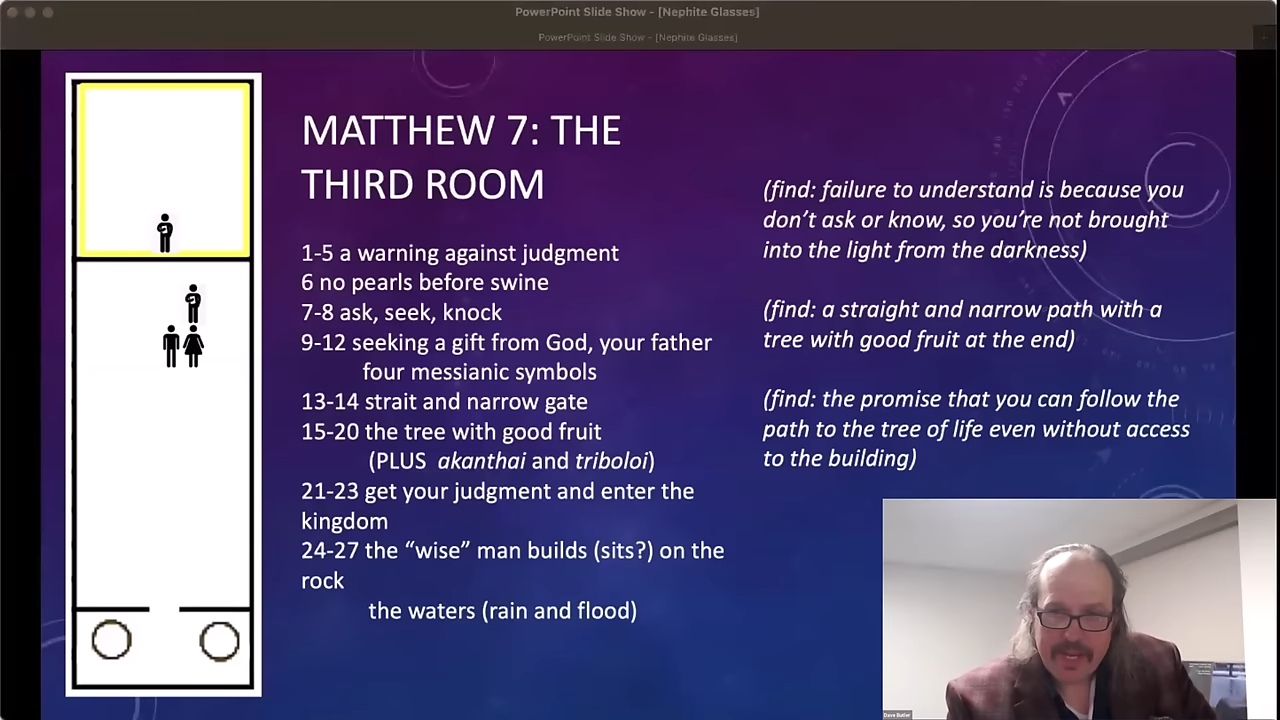 PowerPoint Slide Show - [Nephite Glasses]
PowerPoint Slide Show - [Nephite Glasses]
MATTHEW 7: THE
THIRD ROOM
1-5 a warning against judgment
6 no pearls before swine
7-8 ask, seek, knock
9-12 seeking a gift from God, your father
four messianic symbols
13-14 strait and narrow gate
15-20 the tree with good fruit
(PLUS akanthai and triboloi)
21-23 get your judgment and enter the
kingdom
24-27 the “wise” man builds (sits?) on the
rock
the waters (rain and flood)
(find: failure to understand is because you
don’t ask or know, so you’re not brought
into the light from the darkness)
(find: a straight and narrow path with a
tree with good fruit at the end)
(find: the promise that you can follow the
path to the tree of life even without access
to the building)
Dave Butler